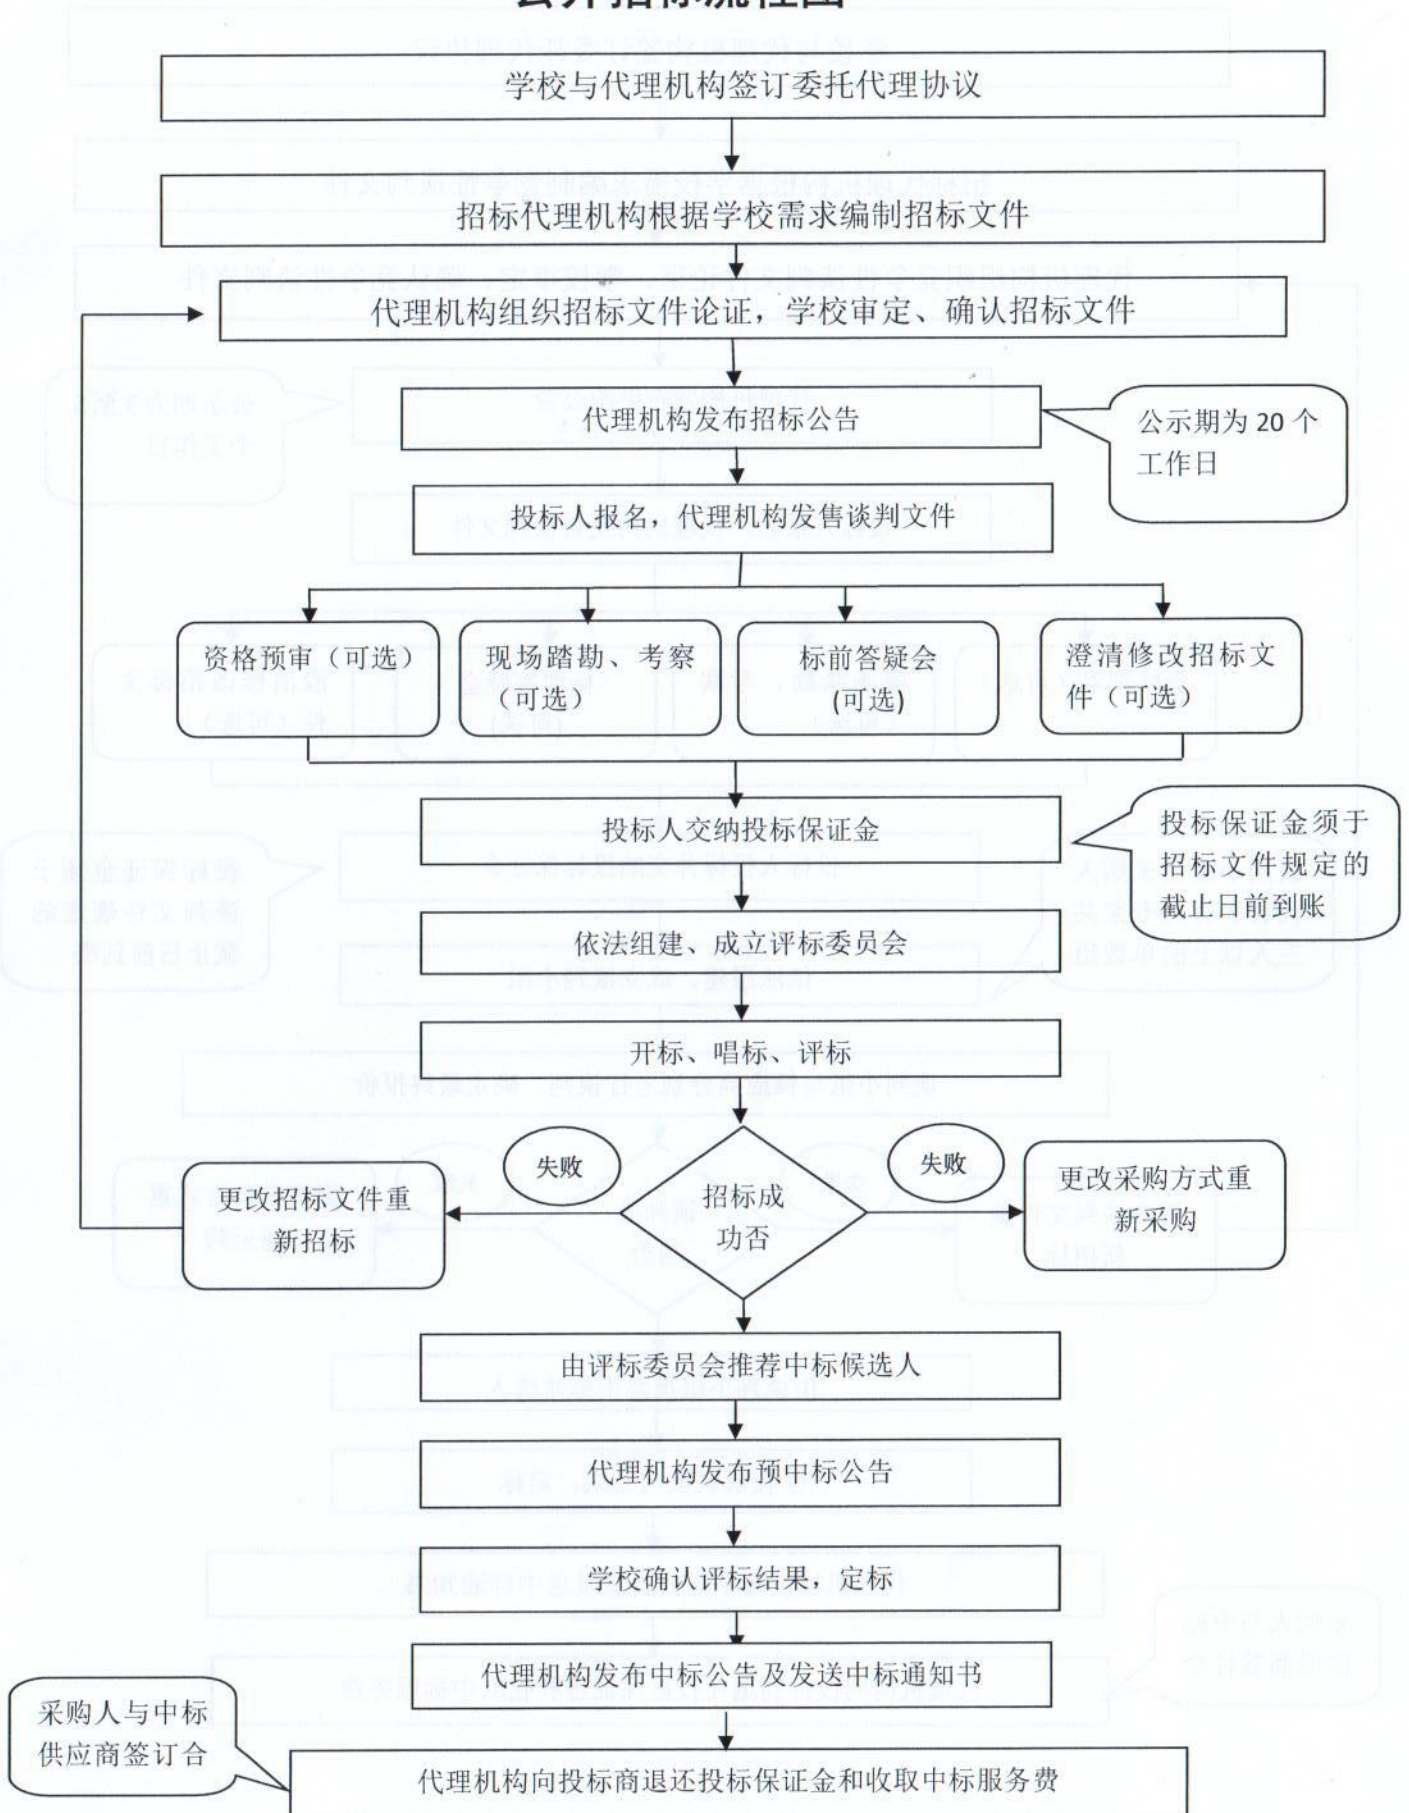 公开招标流程图
学校与代理机构签订委托代理协议
招标代理机构根据学校需求编制招标文件
代理机构组织招标文件论证，学校审定、确认招标文件
代理机构发布招标公告
公示期为 20 个
工作日
投标人报名，代理机构发售谈判文件
资格预审（可选）
现场踏勘、考察
（可选）
标前答疑会
(可选)
澄清修改招标文
件（可选）
投标人交纳投标保证金
投标保证金须于
招标文件规定的
截止日前到账
依法组建、成立评标委员会
开标、唱标、评标
失败
失败
招标成
功否
更改招标文件重
新招标
更改采购方式重
新采购
由评标委员会推荐中标候选人
代理机构发布预中标公告
学校确认评标结果，定标
代理机构发布中标公告及发送中标通知书
采购人与中标
供应商签订合
代理机构向投标商退还投标保证金和收取中标服务费